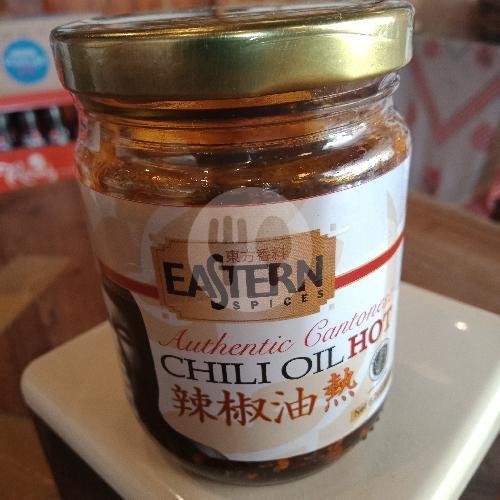 東方香料
EASTERN
SPICES
Authentic Cantonese
CHILI OIL HOT
辣椒油熱